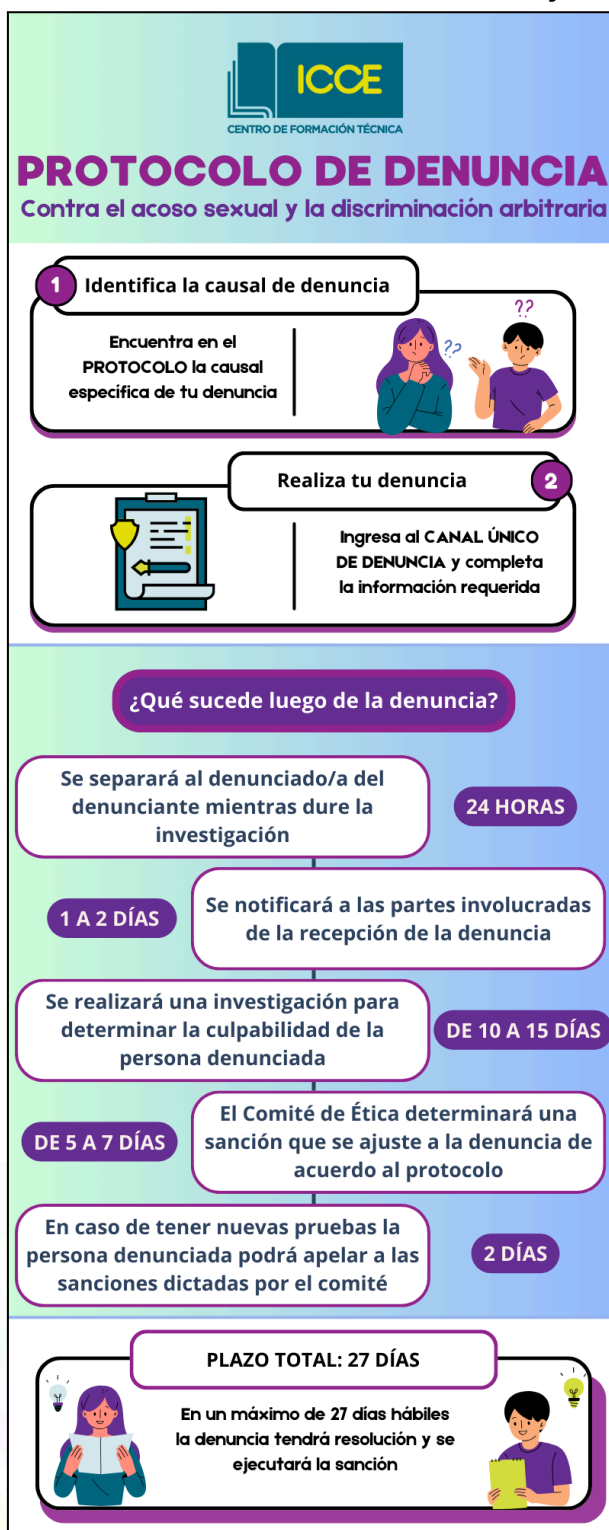 ICCE
CENTRO DE FORMACIÓN TÉCNICA
PROTOCOLO DE DENUNCIA
Contra el acoso sexual y la discriminación arbitraria
1
Identifica la causal de denuncia
Encuentra en el
PROTOCOLO la causal
específica de tu denuncia
??
??
Realiza tu denuncia
2
Ingresa al CANAL ÚNICO
DE DENUNCIA y completa
la información requerida
¿Qué sucede luego de la denuncia?
Se separará al denunciado/a del
denunciante mientras dure la
investigación
24 HORAS
1 A 2 DÍAS
Se notificará a las partes involucradas
de la recepción de la denuncia
Se realizará una investigación para
determinar la culpabilidad de la
persona denunciada
DE 10 A 15 DÍAS
DE 5 A 7 DÍAS
El Comité de Ética determinará una
sanción que se ajuste a la denuncia de
acuerdo al protocolo
En caso de tener nuevas pruebas la
persona denunciada podrá apelar a las
sanciones dictadas por el comité
2 DÍAS
PLAZO TOTAL: 27 DÍAS
En un máximo de 27 días hábiles
la denuncia tendrá resolución y se
ejecutará la sanción